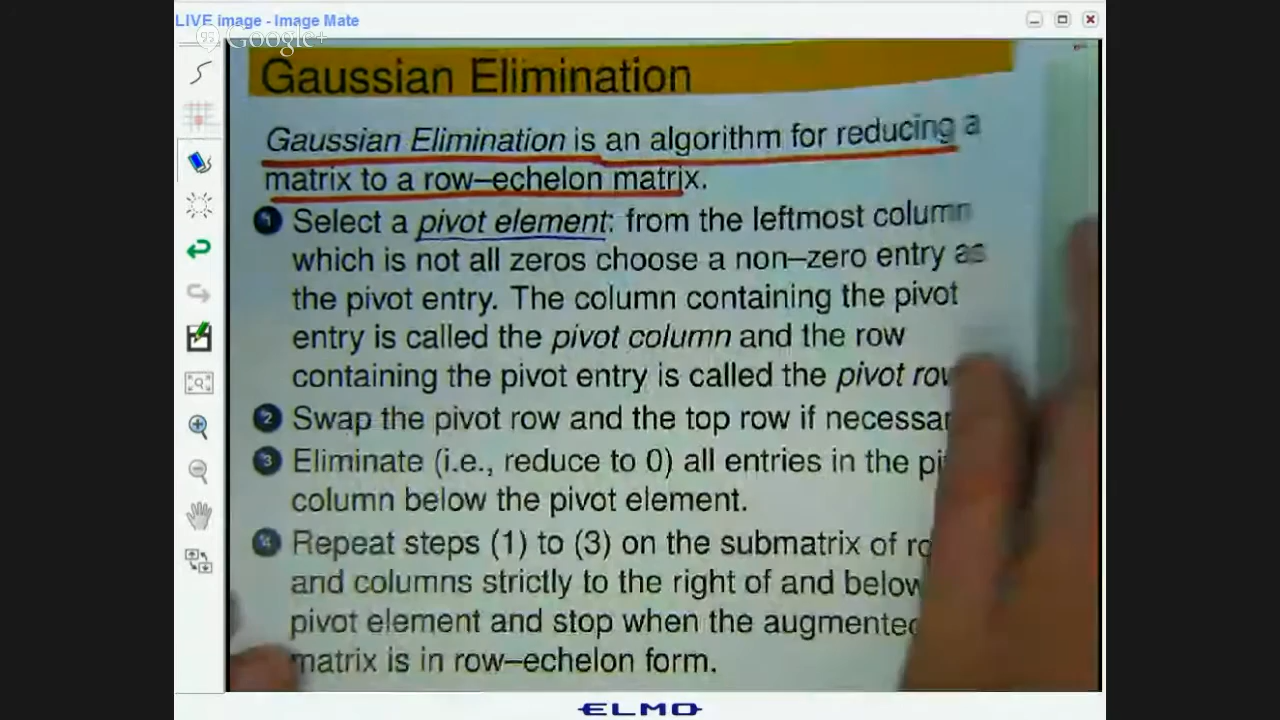 LIVE image - Image Mate
Google+
Gaussian Elimination
Gaussian Elimination is an algorithm for reducing a
matrix to a row–echelon matrix.
1 Select a pivot element: from the leftmost column
which is not all zeros choose a non–zero entry as
the pivot entry. The column containing the pivot
entry is called the pivot column and the row
containing the pivot entry is called the pivot row
2 Swap the pivot row and the top row if necessar
3 Eliminate (i.e., reduce to 0) all entries in the pi
column below the pivot element.
4 Repeat steps (1) to (3) on the submatrix of ro
and columns strictly to the right of and below
pivot element and stop when the augmented
matrix is in row–echelon form.
ELMO